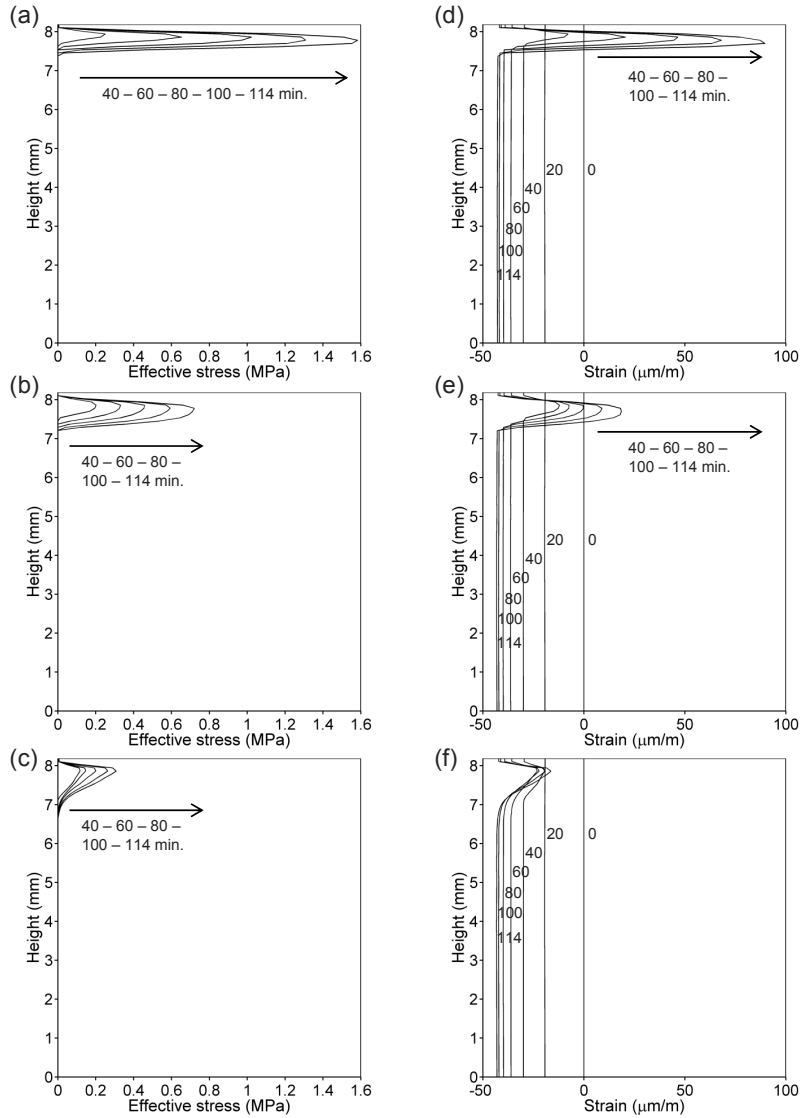 (a)
8
7
6
5
4
3
2
1
0
Height (mm)
40 – 60 – 80 – 100 – 114 min.
0 0.2 0.4 0.6 0.8 1 1.2 1.4 1.6
Effective stress (MPa)
(d)
8
7
6
5
4
3
2
1
0
Height (mm)
40 – 60 – 80 –
100 – 114 min.
20 0
40
60
80
100
114
-50 0 50 100
Strain (μm/m)
(b)
8
7
6
5
4
3
2
1
0
Height (mm)
40 – 60 – 80 –
100 – 114 min.
0 0.2 0.4 0.6 0.8 1 1.2 1.4 1.6
Effective stress (MPa)
(e)
8
7
6
5
4
3
2
1
0
Height (mm)
40 – 60 – 80 –
100 – 114 min.
20 0
40
60
80
100
114
-50 0 50 100
Strain (μm/m)
(c)
8
7
6
5
4
3
2
1
0
Height (mm)
40 – 60 – 80 –
100 – 114 min.
0 0.2 0.4 0.6 0.8 1 1.2 1.4 1.6
Effective stress (MPa)
(f)
8
7
6
5
4
3
2
1
0
Height (mm)
20 0
40
60
80
100
114
-50 0 50 100
Strain (μm/m)